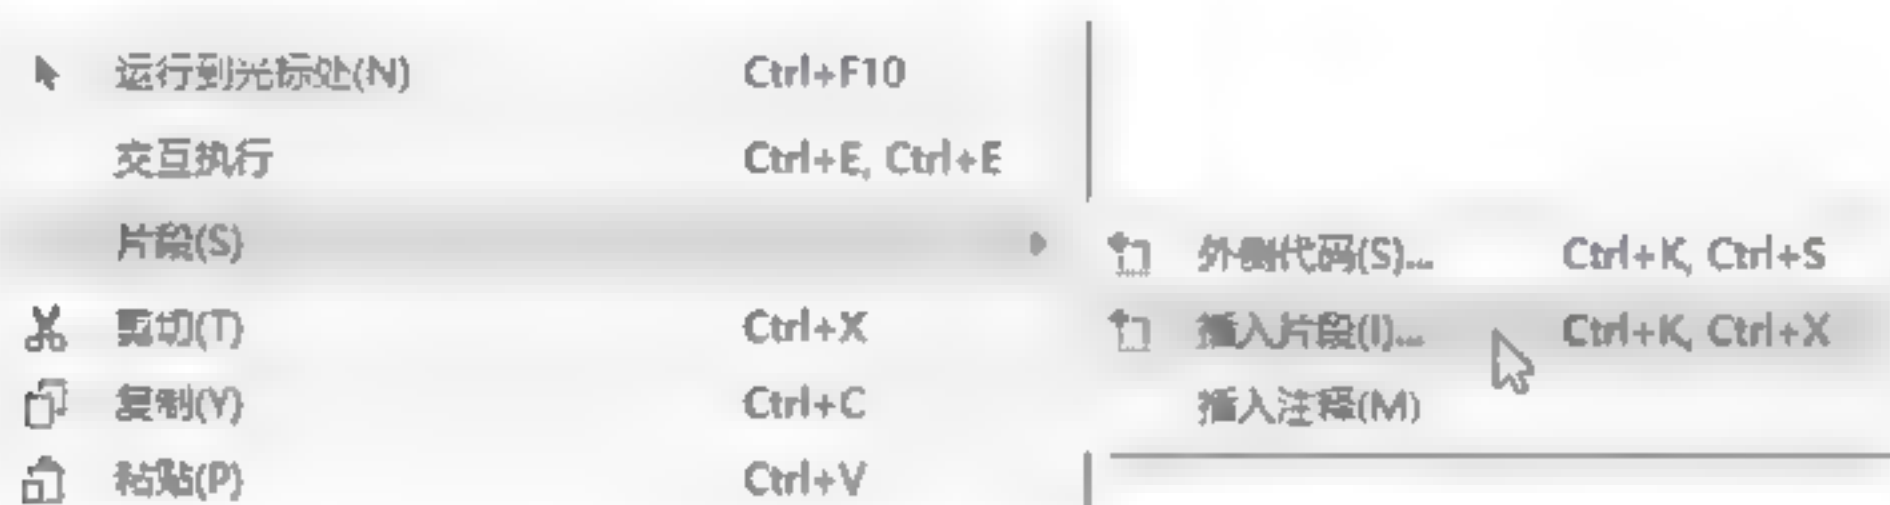 运行到光标处(N) Ctrl+F10
交互执行 Ctrl+E, Ctrl+E
片段(S)
外侧代码(S)... Ctrl+K, Ctrl+S
剪切(T) Ctrl+X
插入片段(I)... Ctrl+K, Ctrl+X
复制(Y) Ctrl+C
插入注释(M)
粘贴(P) Ctrl+V